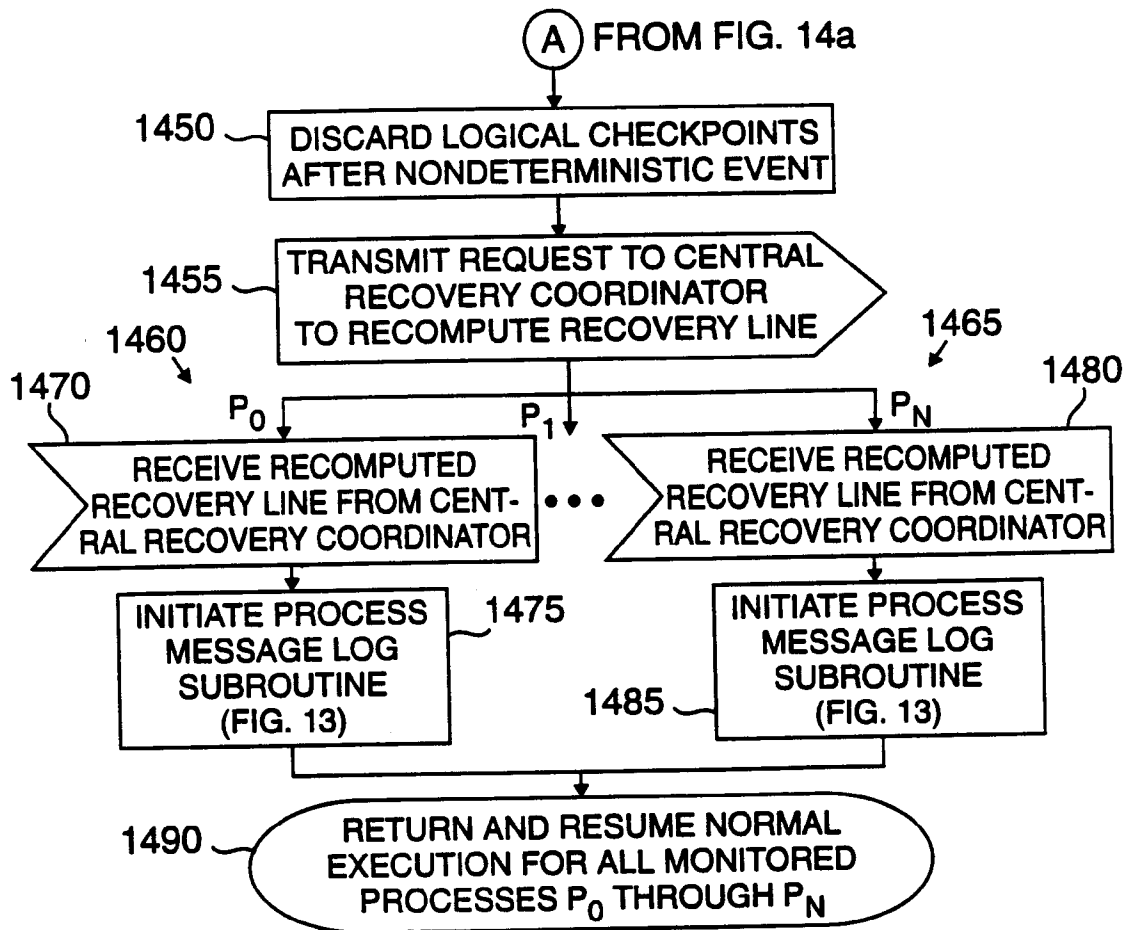 A FROM FIG. 14a
1450
DISCARD LOGICAL CHECKPOINTS
AFTER NONDETERMINISTIC EVENT
1455
TRANSMIT REQUEST TO CENTRAL
RECOVERY COORDINATOR
TO RECOMPUTE RECOVERY LINE
1460
1465
1470
1480
P0
P1
PN
RECEIVE RECOMPUTED
RECOVERY LINE FROM CENT-
RAL RECOVERY COORDINATOR
RECEIVE RECOMPUTED
RECOVERY LINE FROM CENT-
RAL RECOVERY COORDINATOR
INITIATE PROCESS
MESSAGE LOG
SUBROUTINE
(FIG. 13)
1475
INITIATE PROCESS
MESSAGE LOG
SUBROUTINE
(FIG. 13)
1485
1490
RETURN AND RESUME NORMAL
EXECUTION FOR ALL MONITORED
PROCESSES P0 THROUGH PN